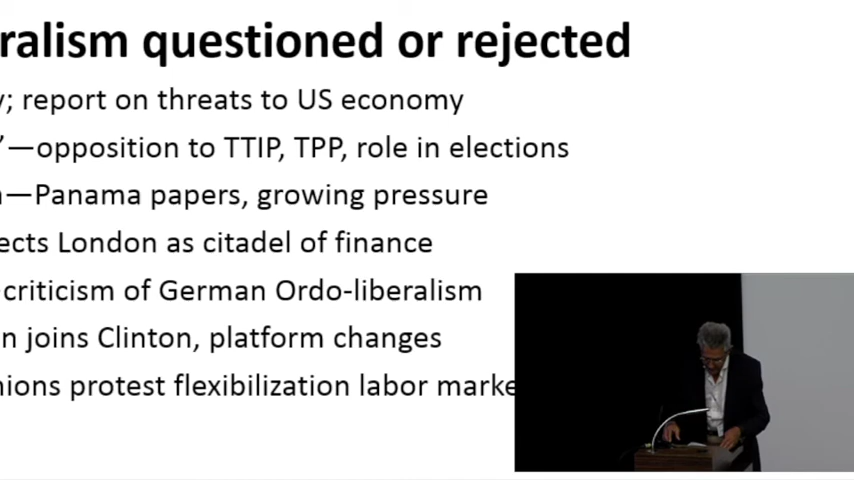 ralism questioned or rejected
; report on threats to US economy
—opposition to TTIP, TPP, role in elections
—Panama papers, growing pressure
ects London as citadel of finance
criticism of German Ordo-liberalism
n joins Clinton, platform changes
ions protest flexibilization labor marke